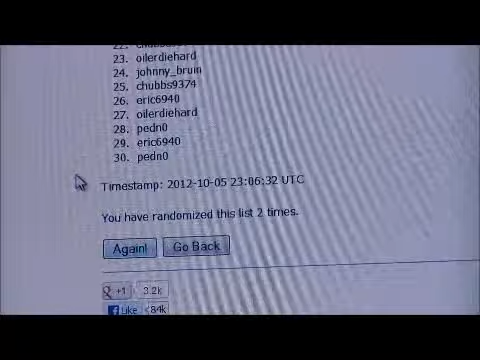 22. chubbs
23. oilerdiehard
24. johnny_bruin
25. chubbs9374
26. eric6940
27. oilerdiehard
28. pedn0
29. eric6940
30. pedn0
Timestamp: 2012-10-05 23:06:32 UTC
You have randomized this list 2 times.
Again! Go Back
+1 3.2k
Like 84k